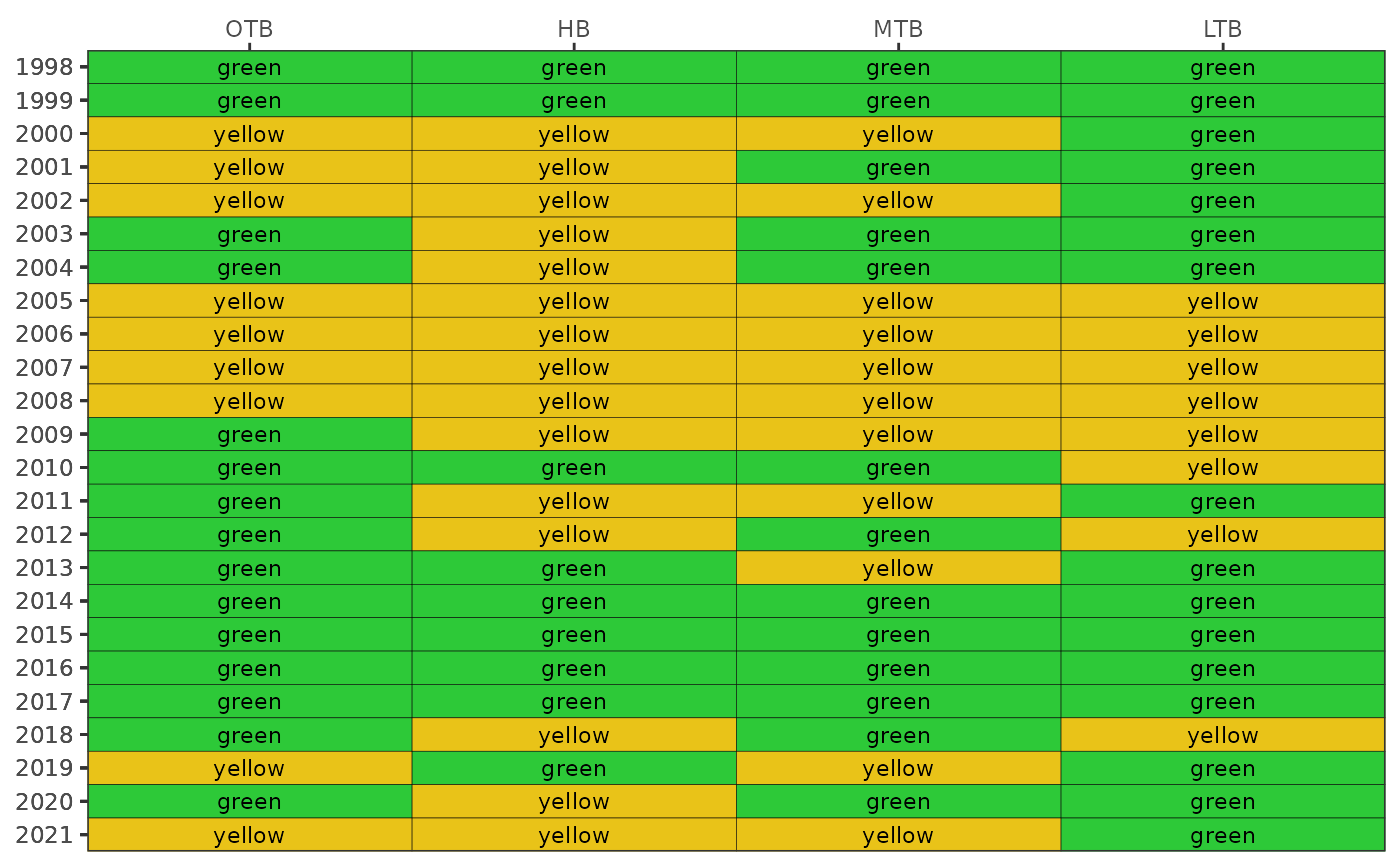 OTB HB MTB LTB
1998 green green green green
1999 green green green green
2000 yellow yellow yellow green
2001 yellow yellow green green
2002 yellow yellow yellow green
2003 green yellow green green
2004 green yellow green green
2005 yellow yellow yellow yellow
2006 yellow yellow yellow yellow
2007 yellow yellow yellow yellow
2008 yellow yellow yellow yellow
2009 green yellow yellow yellow
2010 green green green yellow
2011 green yellow yellow green
2012 green yellow green yellow
2013 green green yellow green
2014 green green green green
2015 green green green green
2016 green green green green
2017 green green green green
2018 green yellow green yellow
2019 yellow green yellow green
2020 green yellow green green
2021 yellow yellow yellow green